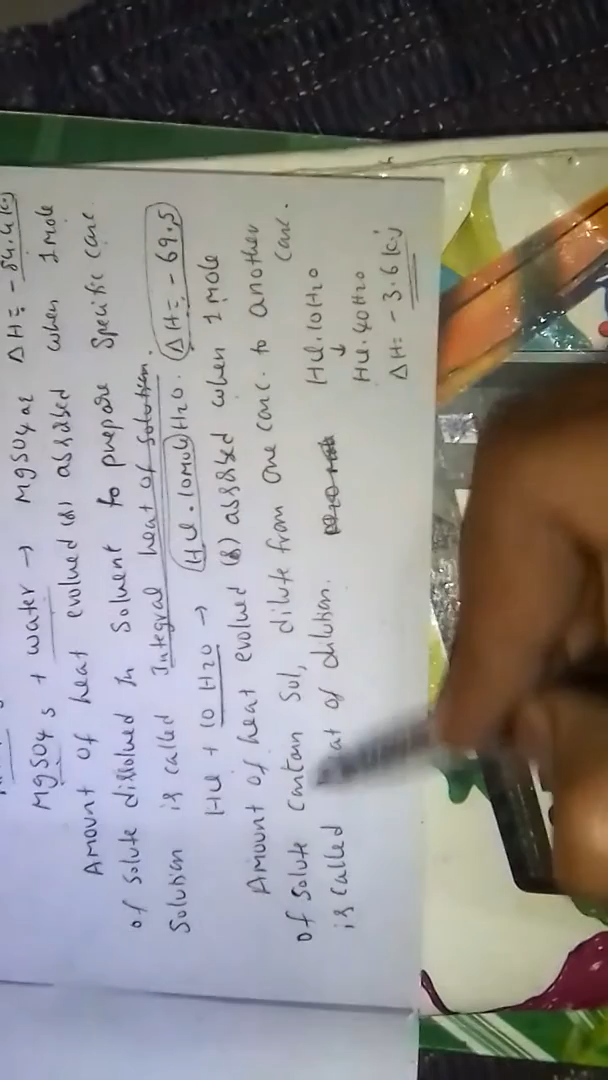 MgSO4 s + water → MgSO4 aq ΔH = -84.4 kj
Amount of heat evolved (or) absorbed when 1 mole
of solute dissolved in solvent to prepare specific conc.
Solution is called Integral heat of solution.
HCl + 10 H2O → HCl. 10 mole H2O. ΔH = -69.5
Amount of heat evolved (or) absorbed when 1 mole
of solute contain sol, dilute from one conc. to another conc.
is called at of dilution. HCl.10H2O
↓
HCl.40H2O
ΔH = -3.6 kj